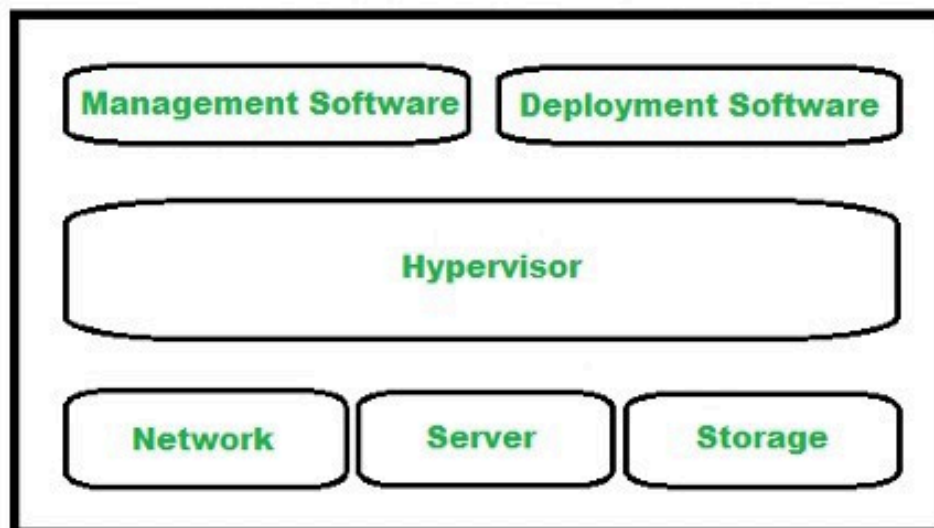 Management Software
Deployment Software
Hypervisor
Network
Server
Storage